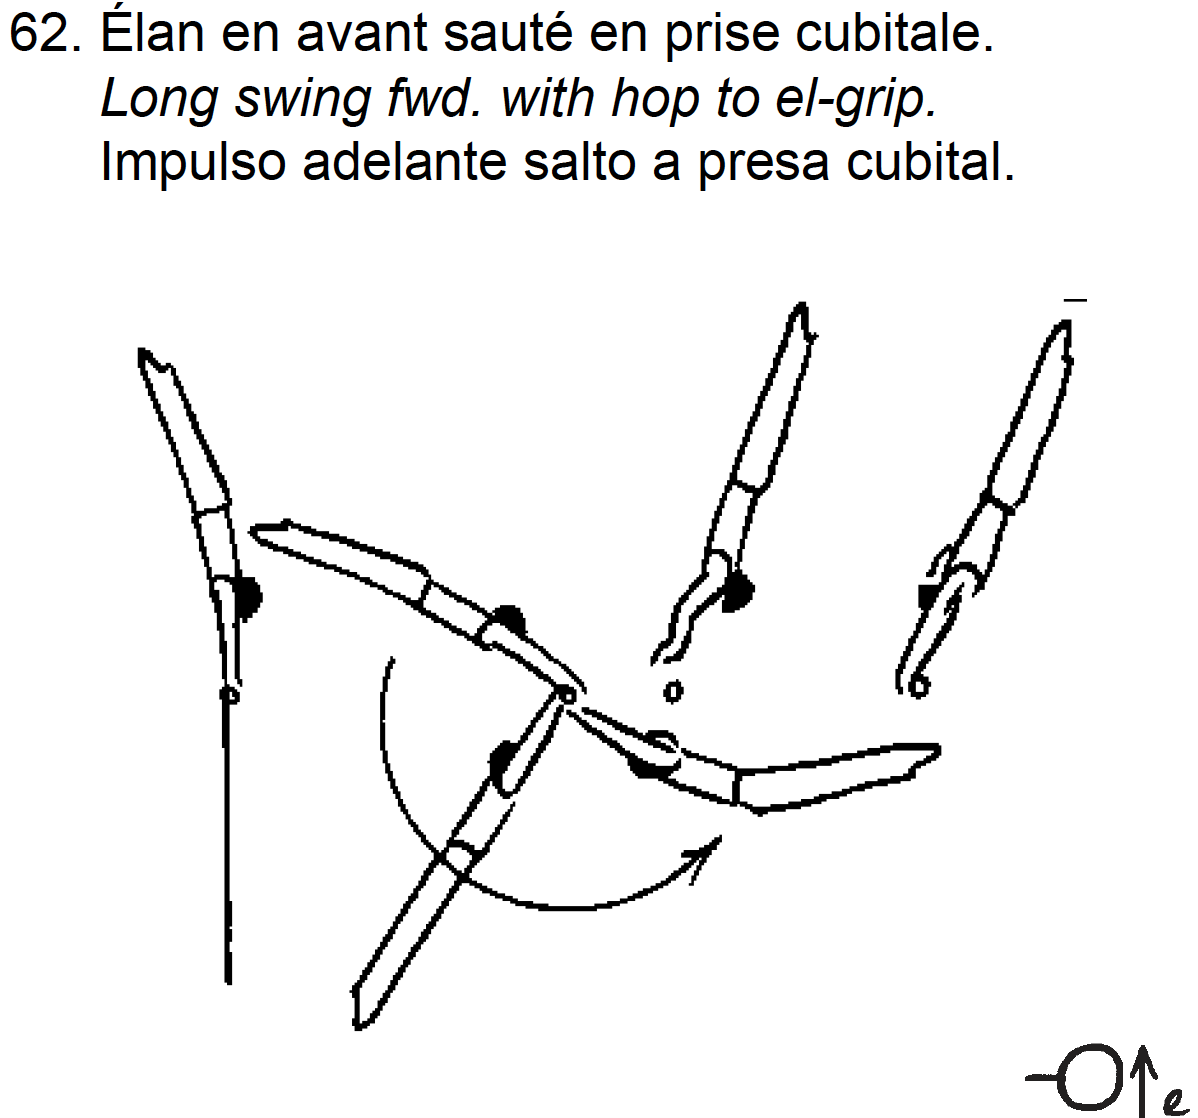 62. Élan en avant sauté en prise cubitale.
Long swing fwd. with hop to el-grip.
Impulso adelante salto a presa cubital.
e